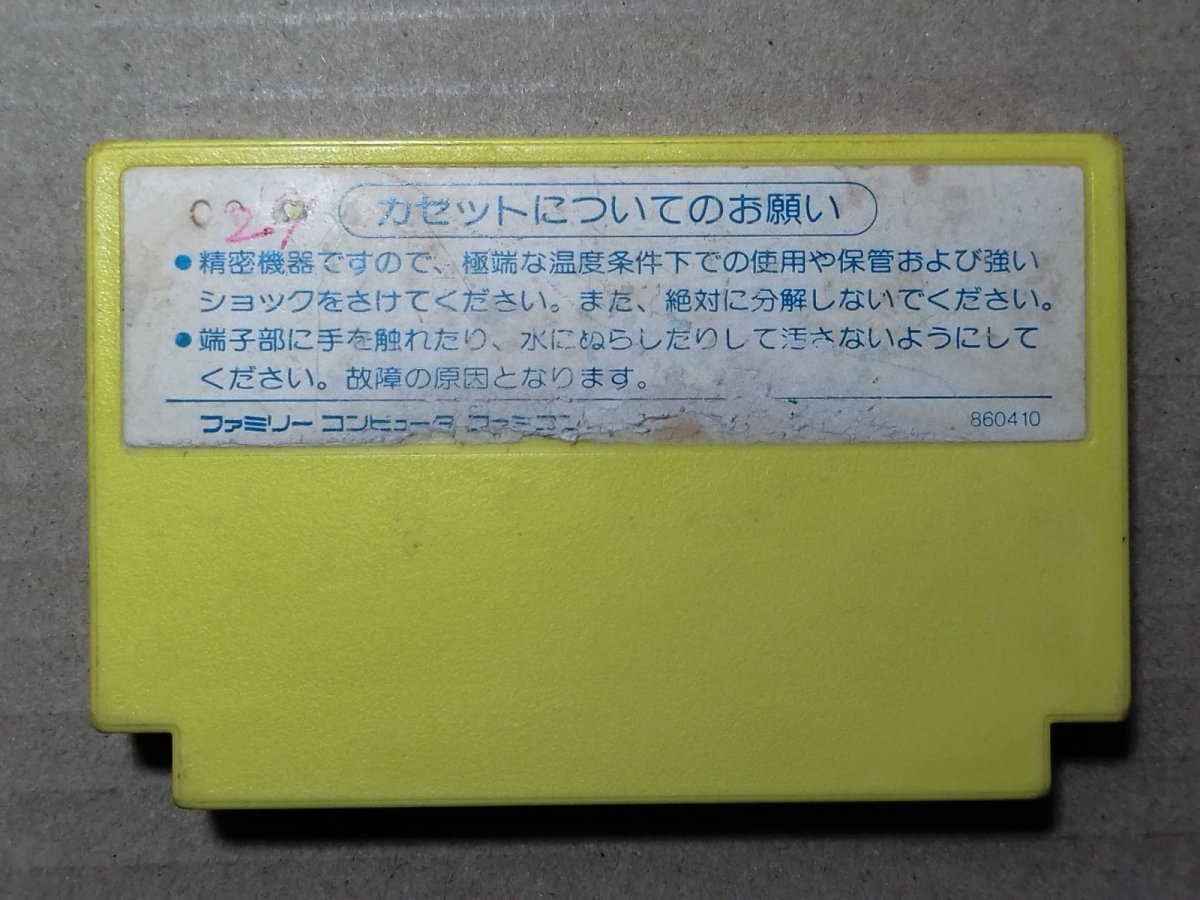 29
カセットについてのお願い
●精密機器ですので、極端な温度条件下での使用や保管および強い
ショックをさけてください。また、絶対に分解しないでください。
●端子部に手を触れたり、水にぬらしたりして汚さないようにして
ください。故障の原因となります。
ファミリーコンピュータ ファミコン
860410